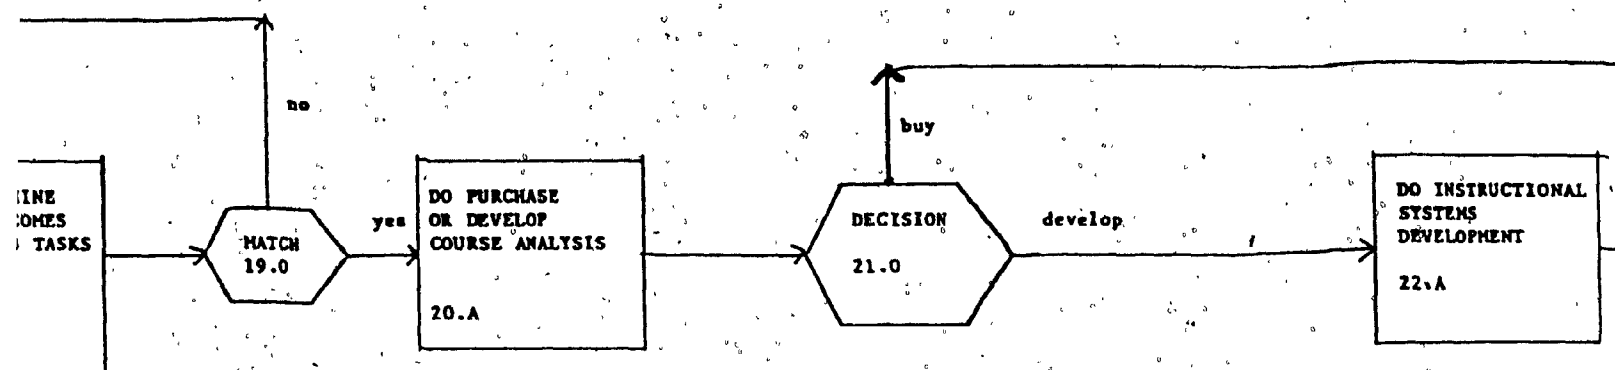 no
buy
INE
COMES
TASKS
MATCH
19.0
yes
DO PURCHASE
OR DEVELOP
COURSE ANALYSIS
20.A
DECISION
21.0
develop
DO INSTRUCTIONAL
SYSTEMS
DEVELOPMENT
22.A